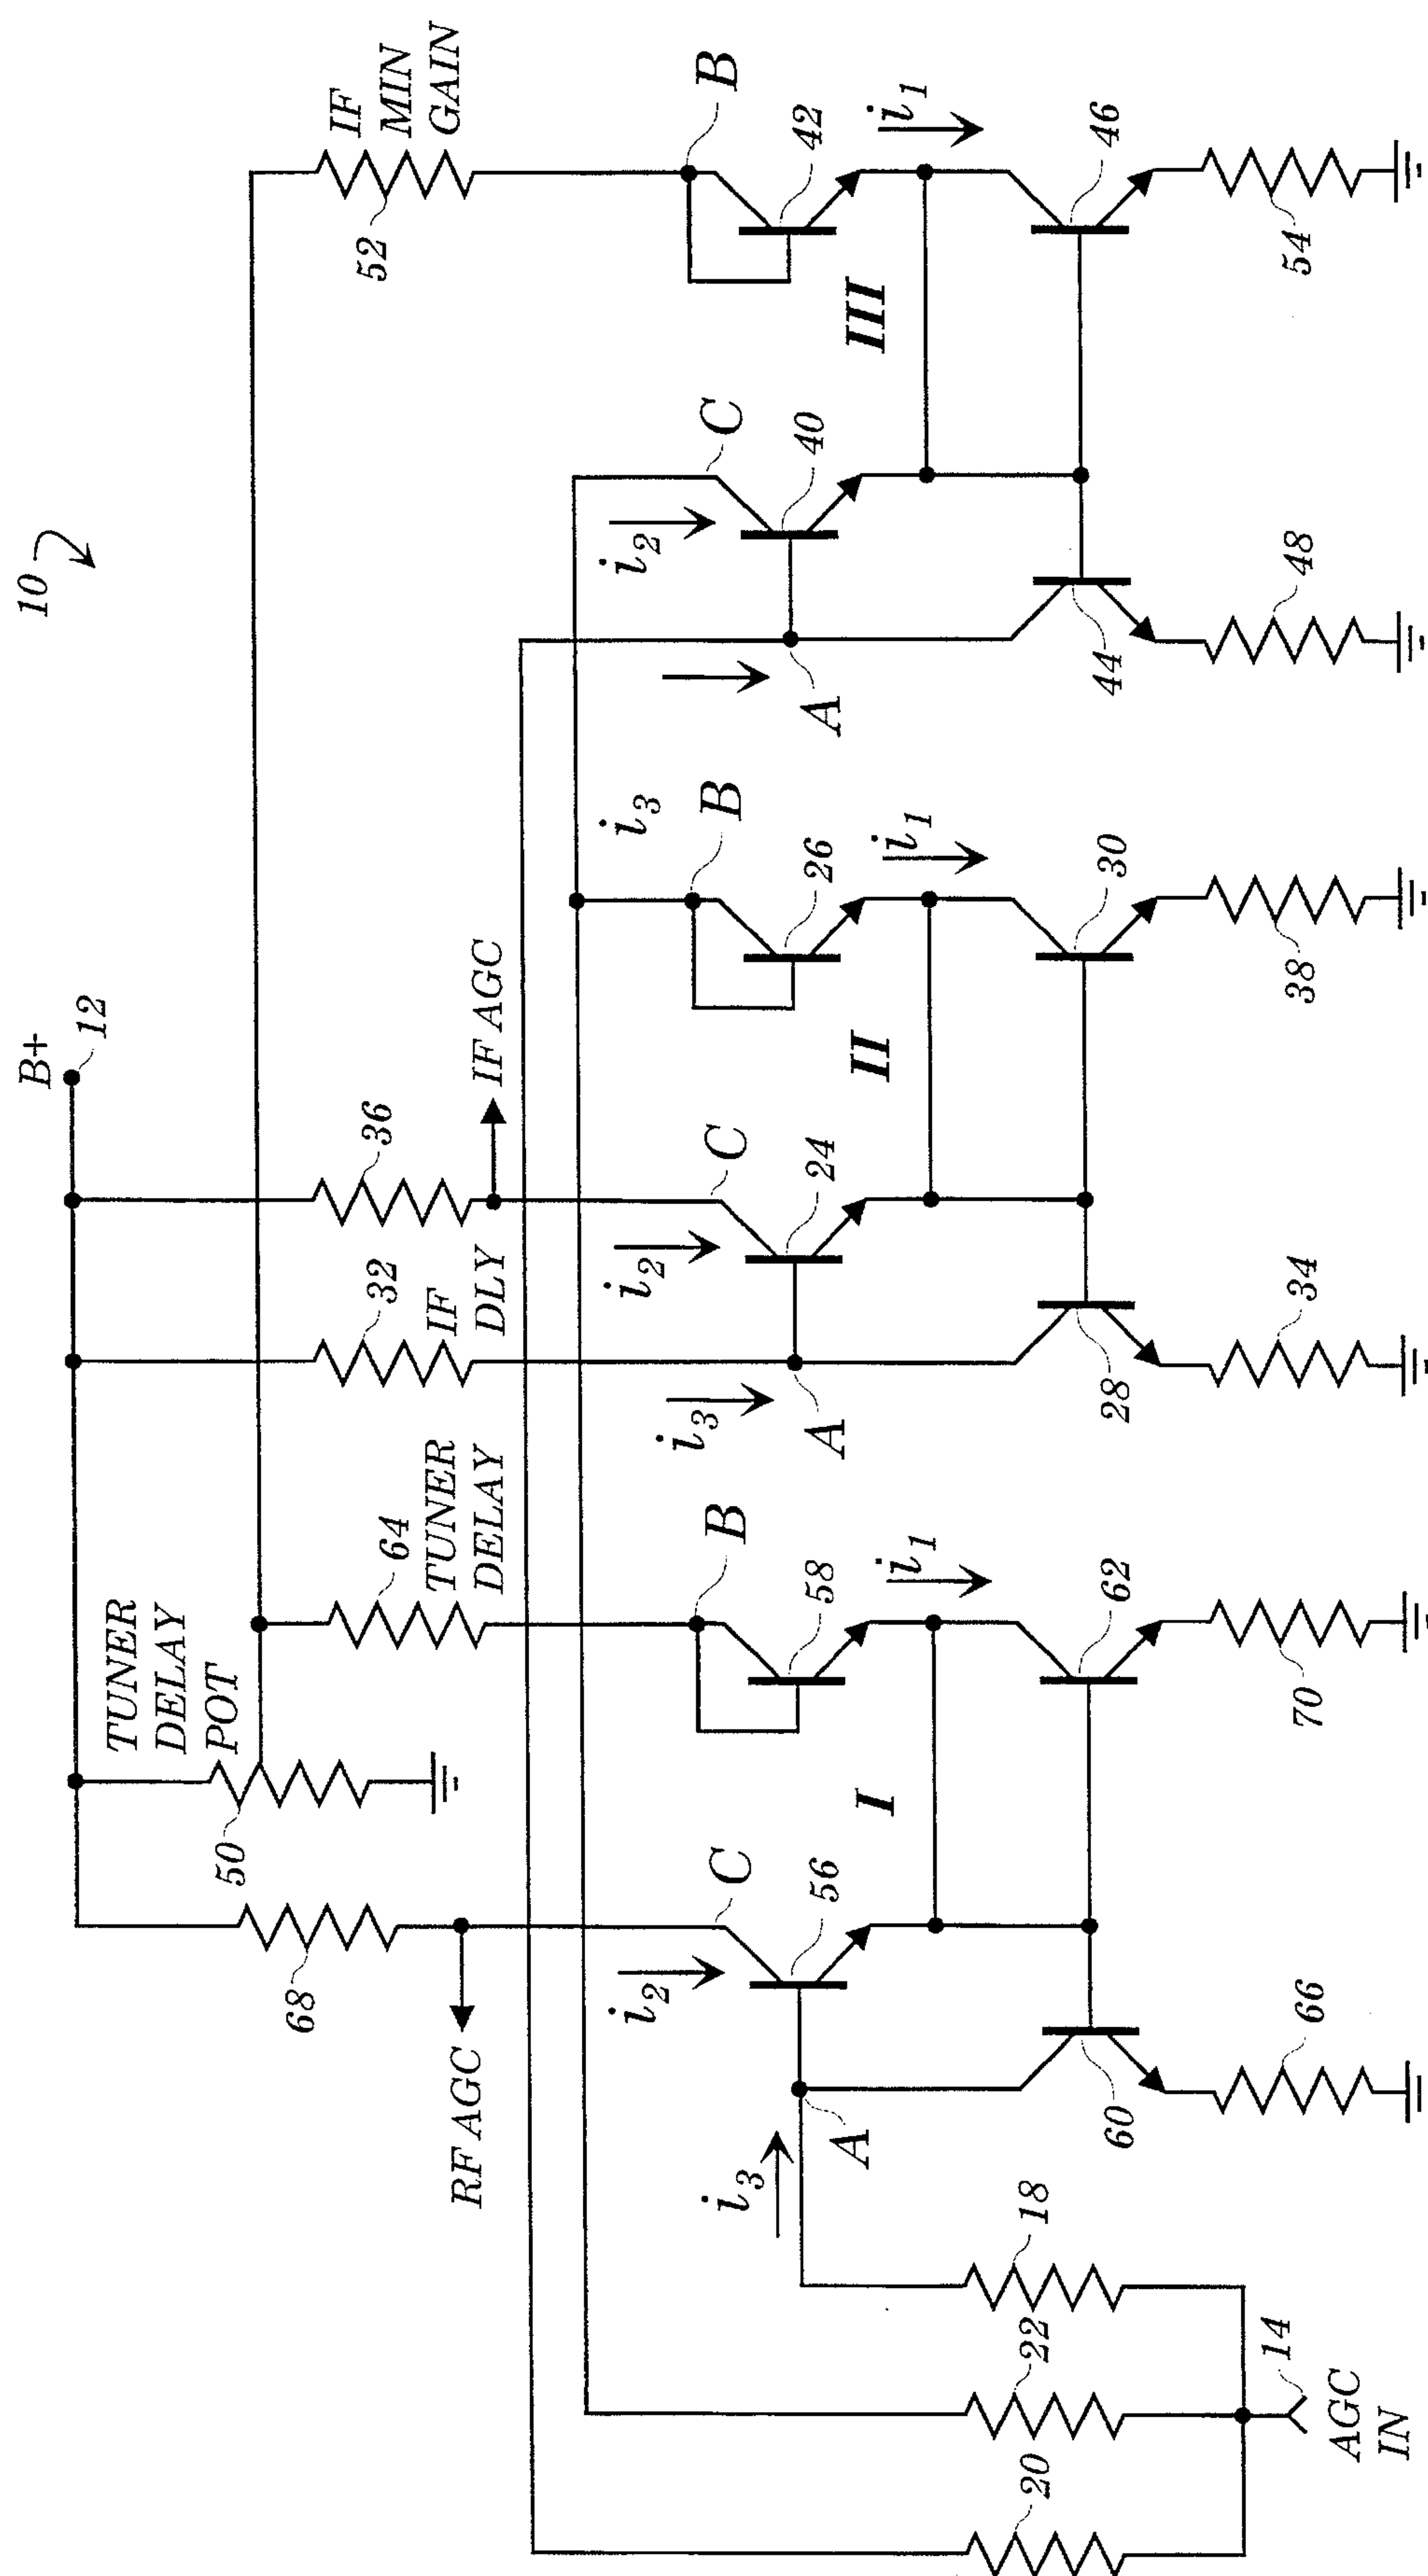 10
B+
12
TUNER
DELAY
POT
50
68
RF AGC
64
TUNER
DELAY
32
IF
DLY
36
IF AGC
IF
MIN
GAIN
52
i2
C
56
A
i3
I
B
58
i1
60
62
66
70
i3
A
i2
C
24
II
i3
B
26
i1
28
30
34
38
A
i2
C
40
III
B
42
i1
44
46
48
54
20
22
18
14
AGC
IN